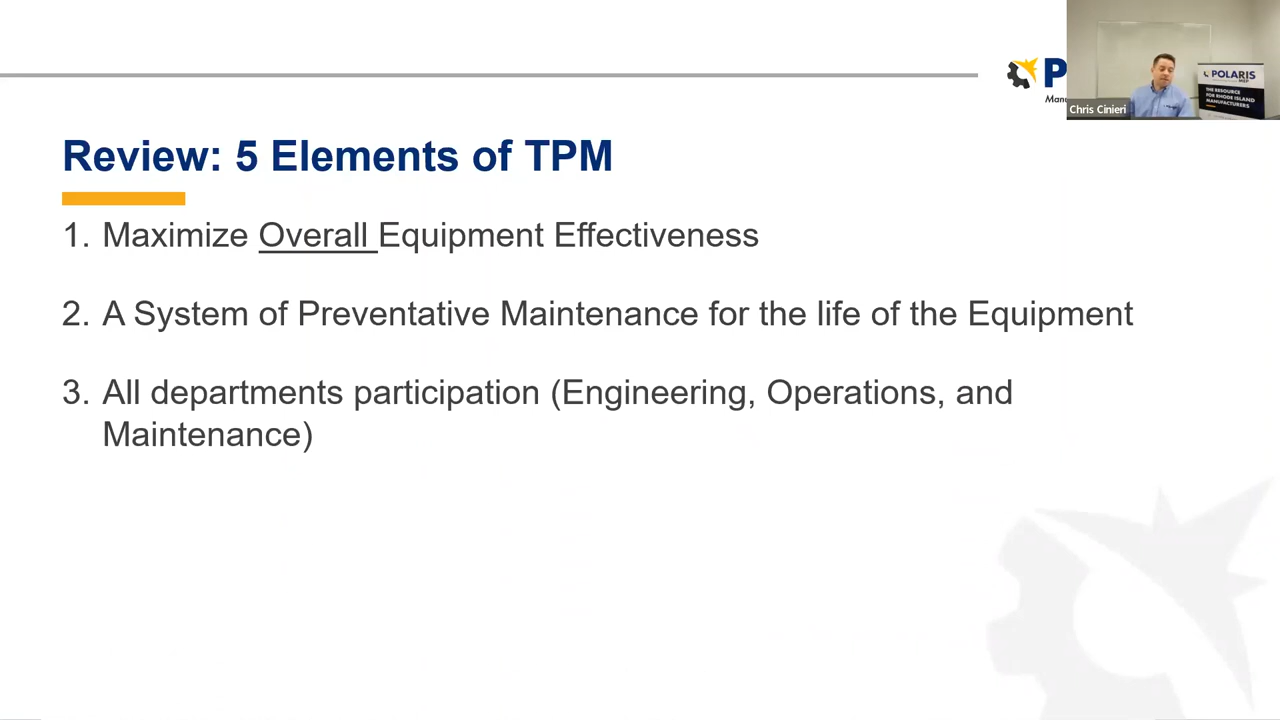 POLARIS
MEP
THE RESOURCE
FOR RHODE ISLAND
MANUFACTURERS
Chris Cinieri
P
Manu
Review: 5 Elements of TPM
1. Maximize Overall Equipment Effectiveness
2. A System of Preventative Maintenance for the life of the Equipment
3. All departments participation (Engineering, Operations, and
Maintenance)